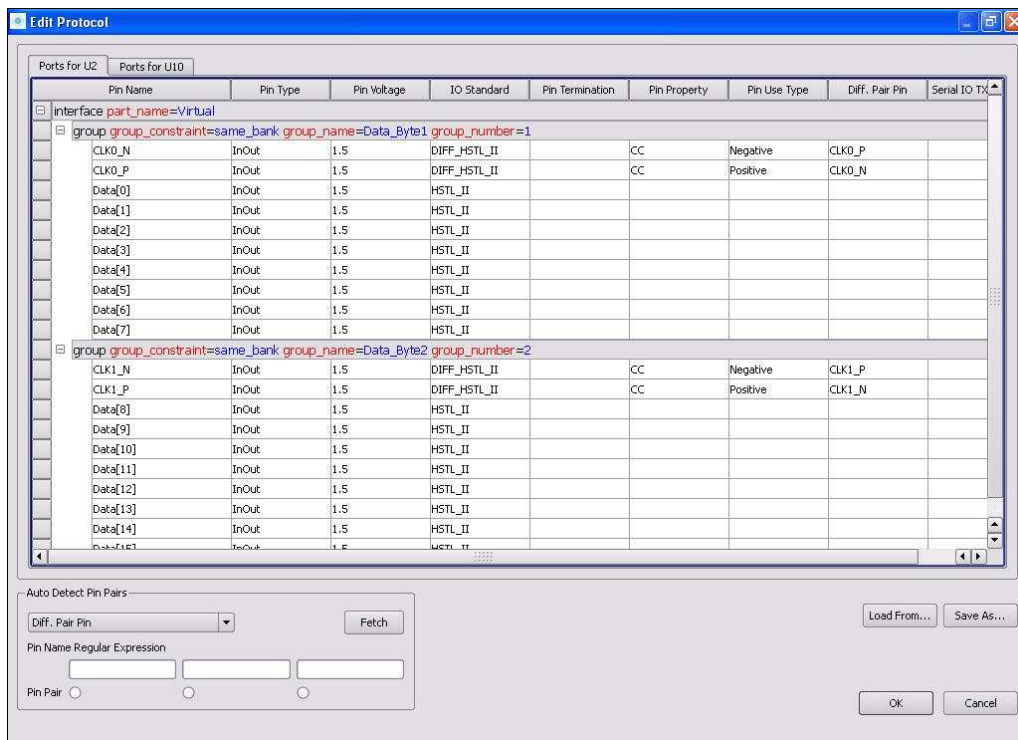 Edit Protocol
Ports for U2 Ports for U10
Pin Name Pin Type Pin Voltage IO Standard Pin Termination Pin Property Pin Use Type Diff. Pair Pin Serial IO TX
interface part_name=Virtual
group group_constraint=same_bank group_name=Data_Byte1 group_number=1
CLK0_N InOut 1.5 DIFF_HSTL_II CC Negative CLK0_P
CLK0_P InOut 1.5 DIFF_HSTL_II CC Positive CLK0_N
Data[0] InOut 1.5 HSTL_II
Data[1] InOut 1.5 HSTL_II
Data[2] InOut 1.5 HSTL_II
Data[3] InOut 1.5 HSTL_II
Data[4] InOut 1.5 HSTL_II
Data[5] InOut 1.5 HSTL_II
Data[6] InOut 1.5 HSTL_II
Data[7] InOut 1.5 HSTL_II
group group_constraint=same_bank group_name=Data_Byte2 group_number=2
CLK1_N InOut 1.5 DIFF_HSTL_II CC Negative CLK1_P
CLK1_P InOut 1.5 DIFF_HSTL_II CC Positive CLK1_N
Data[8] InOut 1.5 HSTL_II
Data[9] InOut 1.5 HSTL_II
Data[10] InOut 1.5 HSTL_II
Data[11] InOut 1.5 HSTL_II
Data[12] InOut 1.5 HSTL_II
Data[13] InOut 1.5 HSTL_II
Data[14] InOut 1.5 HSTL_II
Data[15] InOut 1.5 HSTL_II
Auto Detect Pin Pairs
Diff. Pair Pin Fetch Load From... Save As...
Pin Name Regular Expression
Pin Pair
OK Cancel